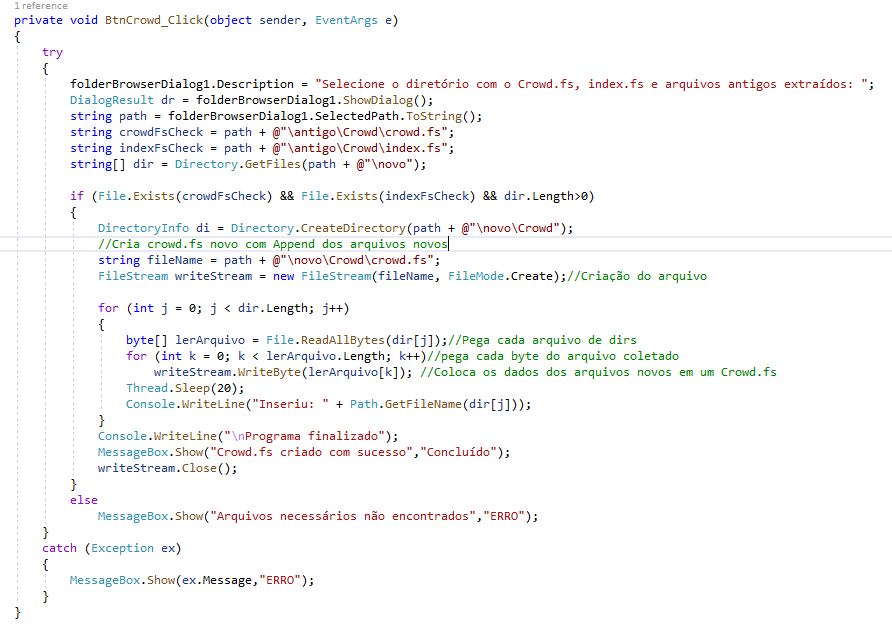 1 reference
private void BtnCrowd_Click(object sender, EventArgs e)
{
try
{
folderBrowserDialog1.Description = "Selecione o diretório com o Crowd.fs, index.fs e arquivos antigos extraídos: ";
DialogResult dr = folderBrowserDialog1.ShowDialog();
string path = folderBrowserDialog1.SelectedPath.ToString();
string crowdFsCheck = path + @"\antigo\Crowd\crowd.fs";
string indexFsCheck = path + @"\antigo\Crowd\index.fs";
string[] dir = Directory.GetFiles(path + @"\novo");
if (File.Exists(crowdFsCheck) && File.Exists(indexFsCheck) && dir.Length>0)
{
DirectoryInfo di = Directory.CreateDirectory(path + @"\novo\Crowd");
//Cria crowd.fs novo com Append dos arquivos novos
string fileName = path + @"\novo\Crowd\crowd.fs";
FileStream writeStream = new FileStream(fileName, FileMode.Create);//Criação do arquivo
for (int j = 0; j < dir.Length; j++)
{
byte[] lerArquivo = File.ReadAllBytes(dir[j]);//Pega cada arquivo de dirs
for (int k = 0; k < lerArquivo.Length; k++)//pega cada byte do arquivo coletado
writeStream.WriteByte(lerArquivo[k]); //Coloca os dados dos arquivos novos em um Crowd.fs
Thread.Sleep(20);
Console.WriteLine("Inseriu: " + Path.GetFileName(dir[j]));
}
Console.WriteLine("\nPrograma finalizado");
MessageBox.Show("Crowd.fs criado com sucesso","Concluído");
writeStream.Close();
}
else
MessageBox.Show("Arquivos necessários não encontrados","ERRO");
}
catch (Exception ex)
{
MessageBox.Show(ex.Message,"ERRO");
}
}